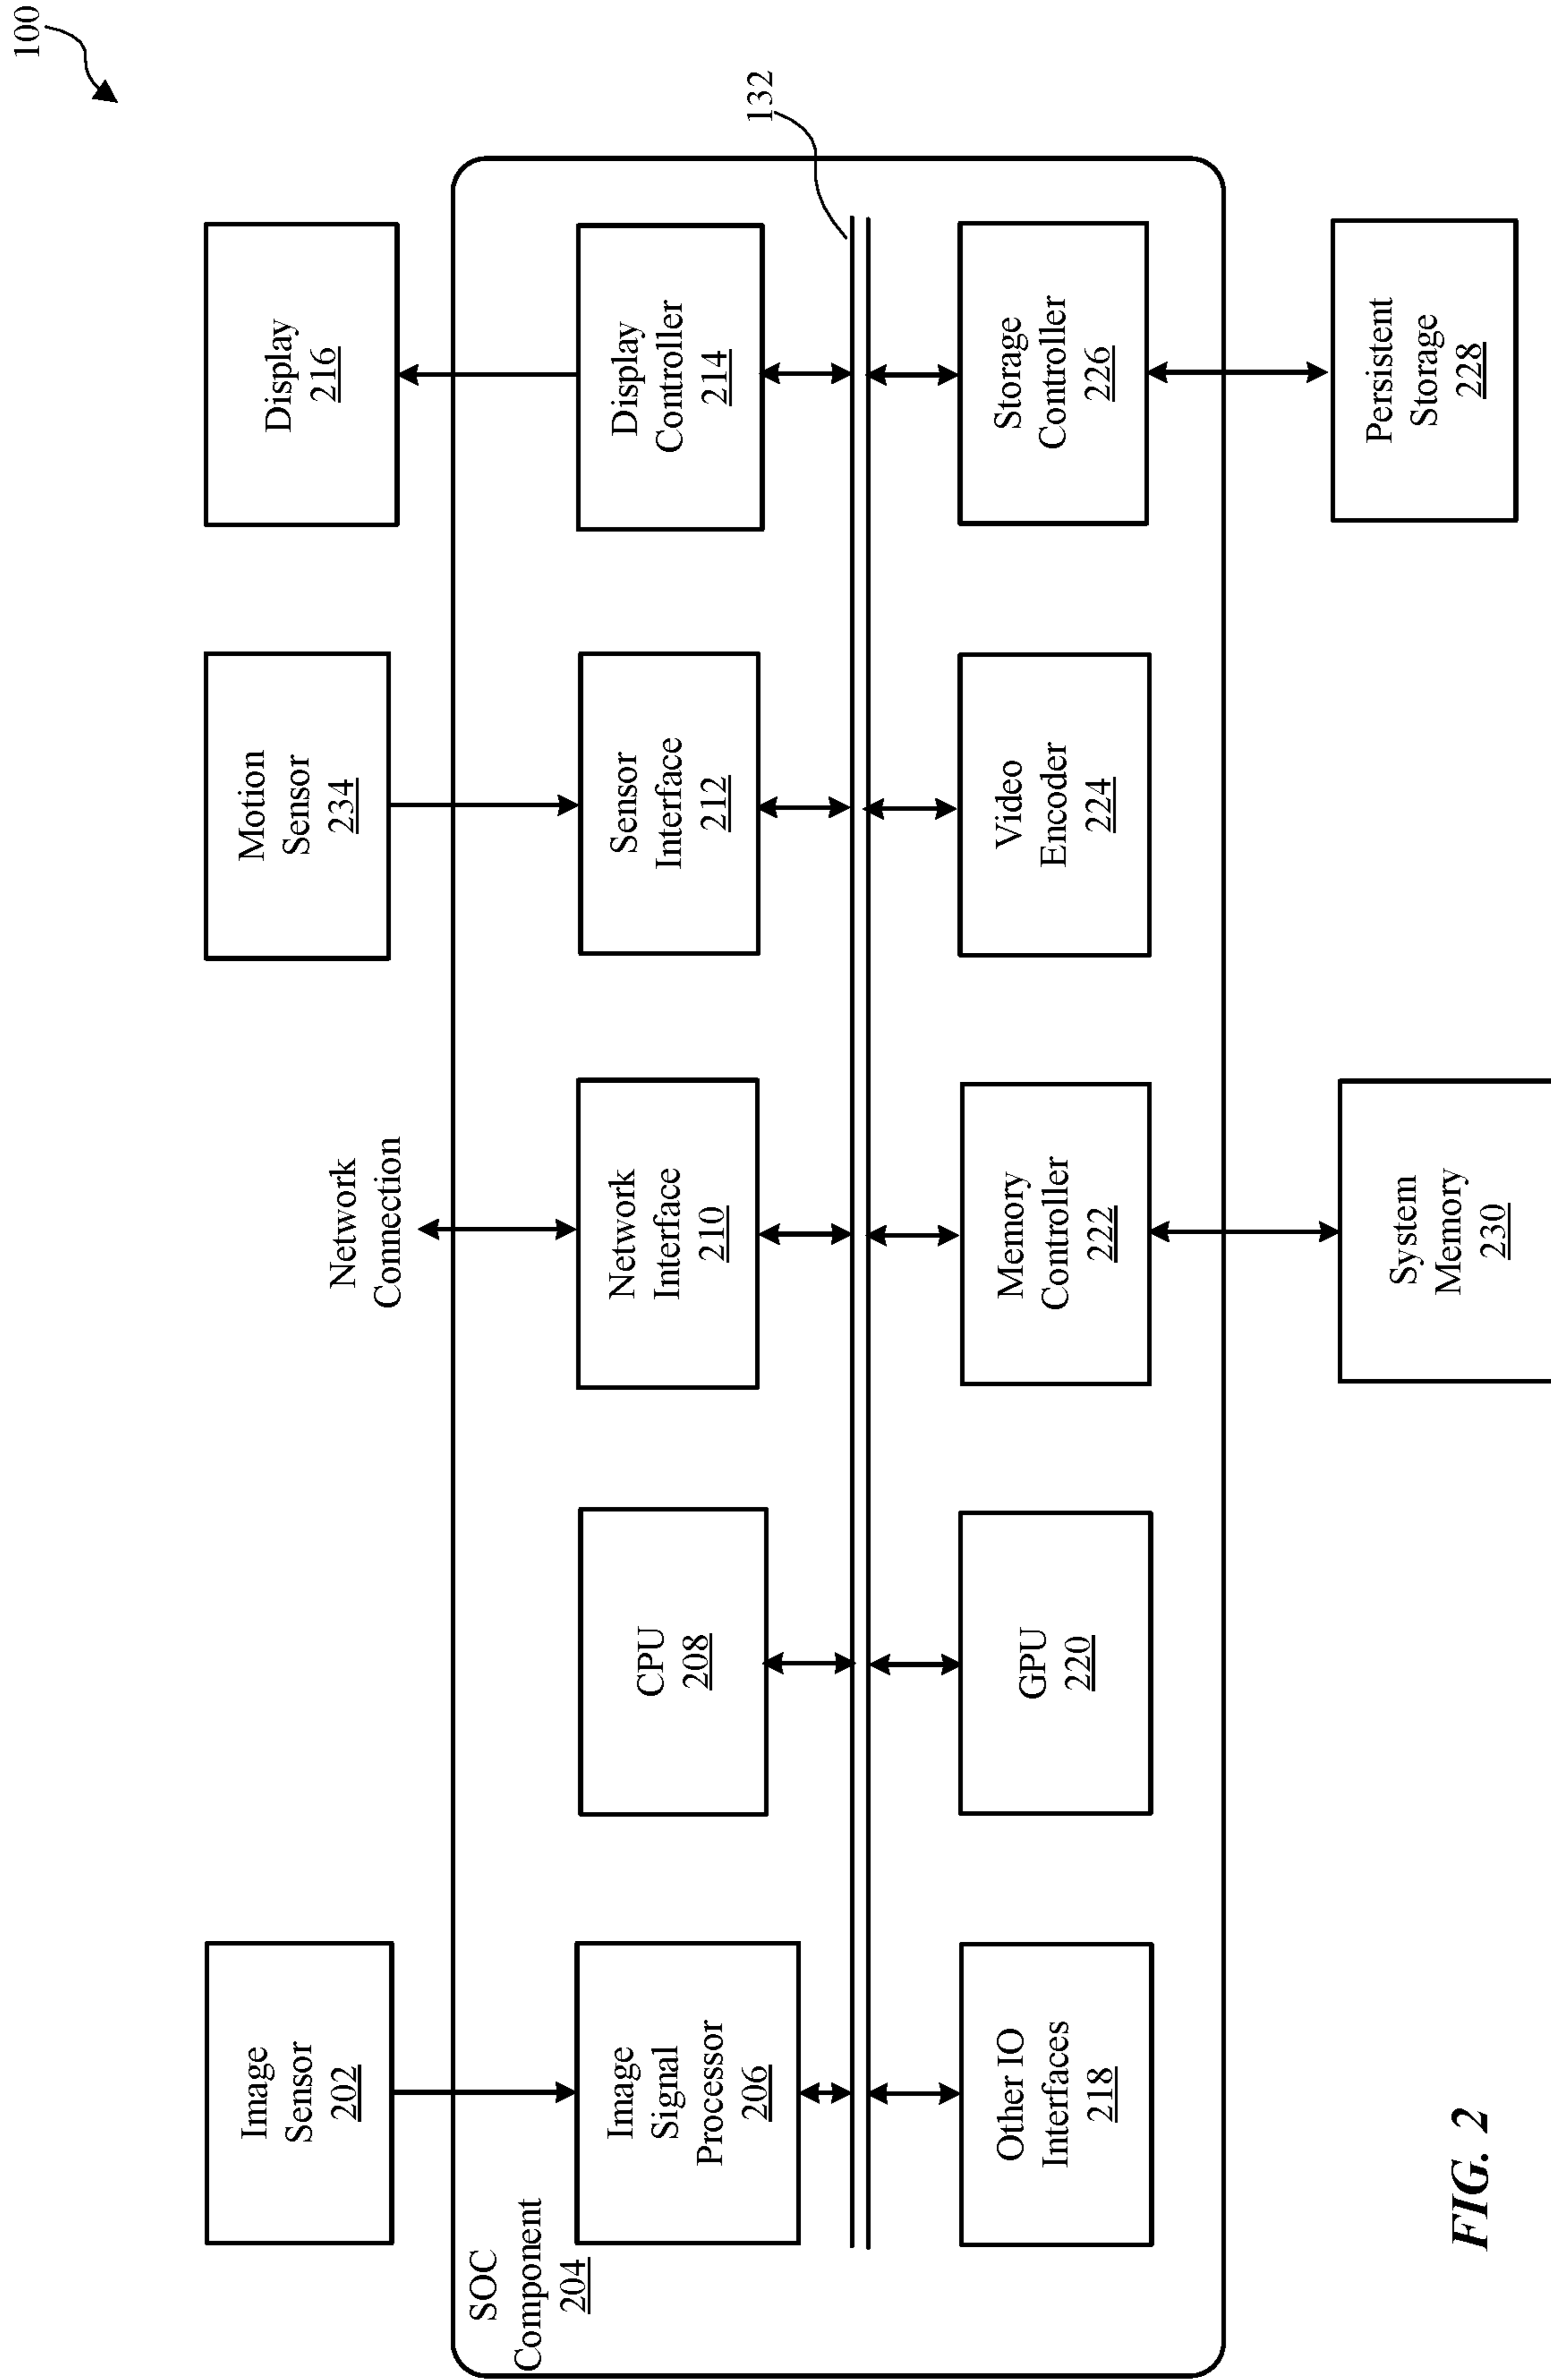 100
Image
Sensor
202
Network
Connection
Motion
Sensor
234
Display
216
SOC
Component
204
Image
Signal
Processor
206
CPU
208
Network
Interface
210
Sensor
Interface
212
Display
Controller
214
132
Other IO
Interfaces
218
GPU
220
Memory
Controller
222
Video
Encoder
224
Storage
Controller
226
System
Memory
230
Persistent
Storage
228
FIG. 2